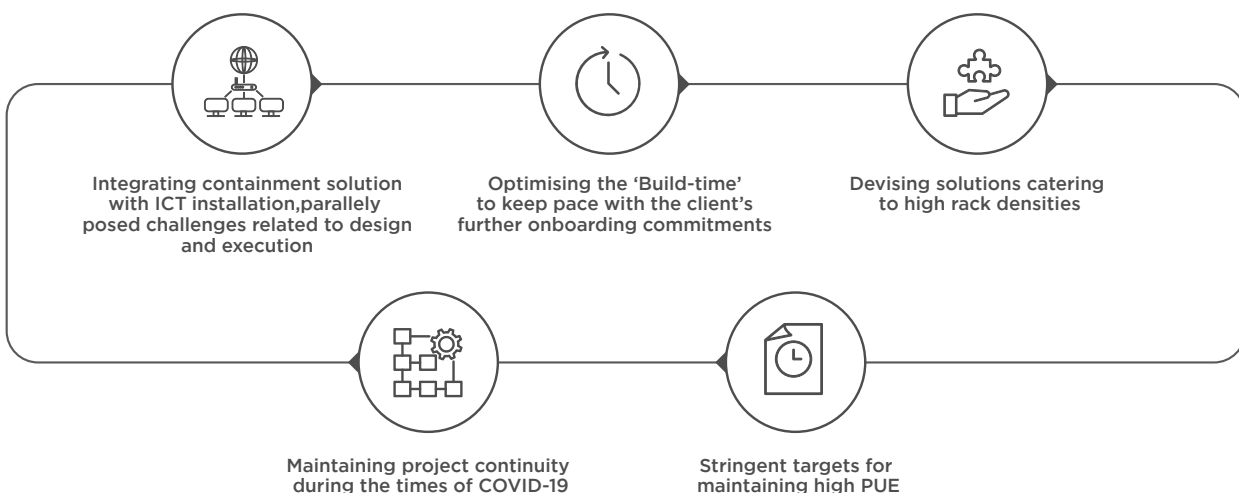 Integrating containment solution
with ICT installation,parallely
posed challenges related to design
and execution
Optimising the ‘Build-time’
to keep pace with the client’s
further onboarding commitments
Devising solutions catering
to high rack densities
Maintaining project continuity
during the times of COVID-19
Stringent targets for
maintaining high PUE